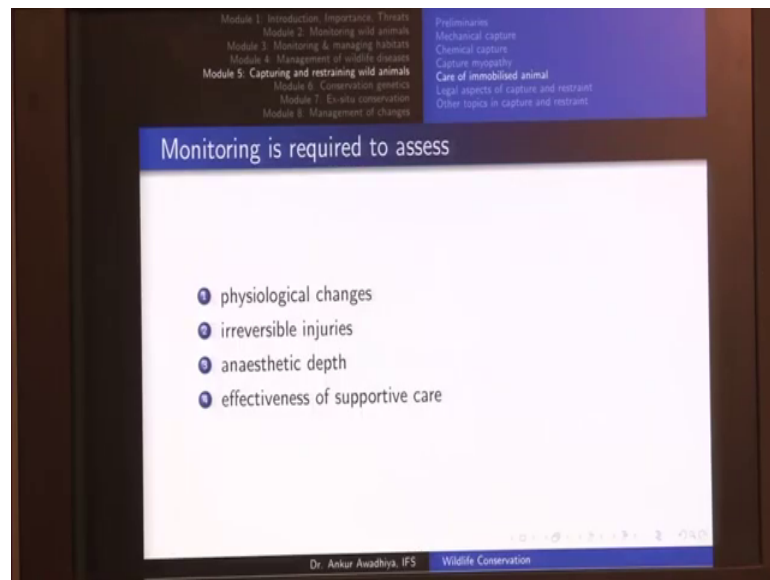 Module 1: Introduction, Importance, Threats
Module 2: Monitoring wild animals
Module 3: Monitoring & managing habitats
Module 4: Management of wildlife diseases
Module 5: Capturing and restraining wild animals
Module 6: Conservation genetics
Module 7: Ex-situ conservation
Module 8: Management of changes
Preliminaries
Mechanical capture
Chemical capture
Capture myopathy
Care of immobilised animal
Legal aspects of capture and restraint
Other topics in capture and restraint
Monitoring is required to assess
1 physiological changes
2 irreversible injuries
3 anaesthetic depth
4 effectiveness of supportive care
Dr. Ankur Awadhiya, IFS
Wildlife Conservation